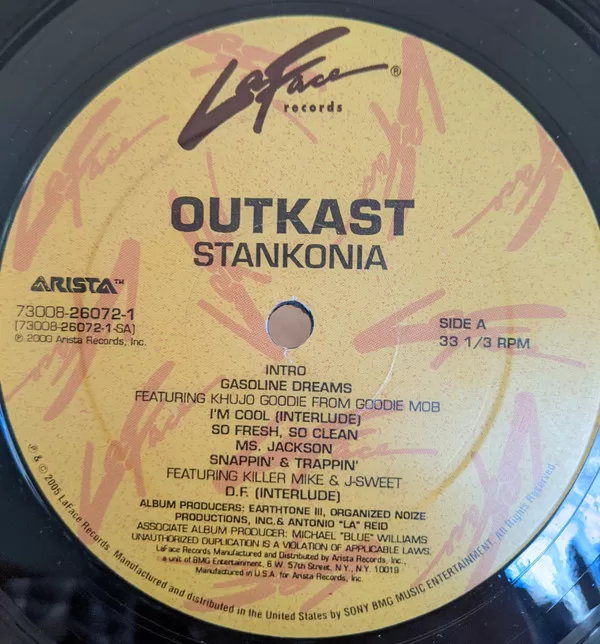 LaFace ®
records
OUTKAST
STANKONIA
ARISTA™
73008-26072-1
(73008-26072-1-SA)
℗ 2000 Arista Records, Inc.
SIDE A
33 1/3 RPM
INTRO
GASOLINE DREAMS
FEATURING KHUJO GOODIE FROM GOODIE MOB
I'M COOL (INTERLUDE)
SO FRESH, SO CLEAN
MS. JACKSON
SNAPPIN' & TRAPPIN'
FEATURING KILLER MIKE & J-SWEET
D.F. (INTERLUDE)
ALBUM PRODUCERS: EARTHTONE III, ORGANIZED NOIZE
PRODUCTIONS, INC. & ANTONIO "LA" REID
ASSOCIATE ALBUM PRODUCER: MICHAEL "BLUE" WILLIAMS
UNAUTHORIZED DUPLICATION IS A VIOLATION OF APPLICABLE LAWS.
LaFace Records Manufactured and Distributed by Arista Records, Inc.,
a unit of BMG Entertainment, 6 W. 57th Street, N.Y., N.Y. 10019
Manufactured in U.S.A. for Arista Records, Inc.
℗ & © 2005 LaFace Records. Manufactured and distributed in the United States by SONY BMG MUSIC ENTERTAINMENT. All Rights Reserved